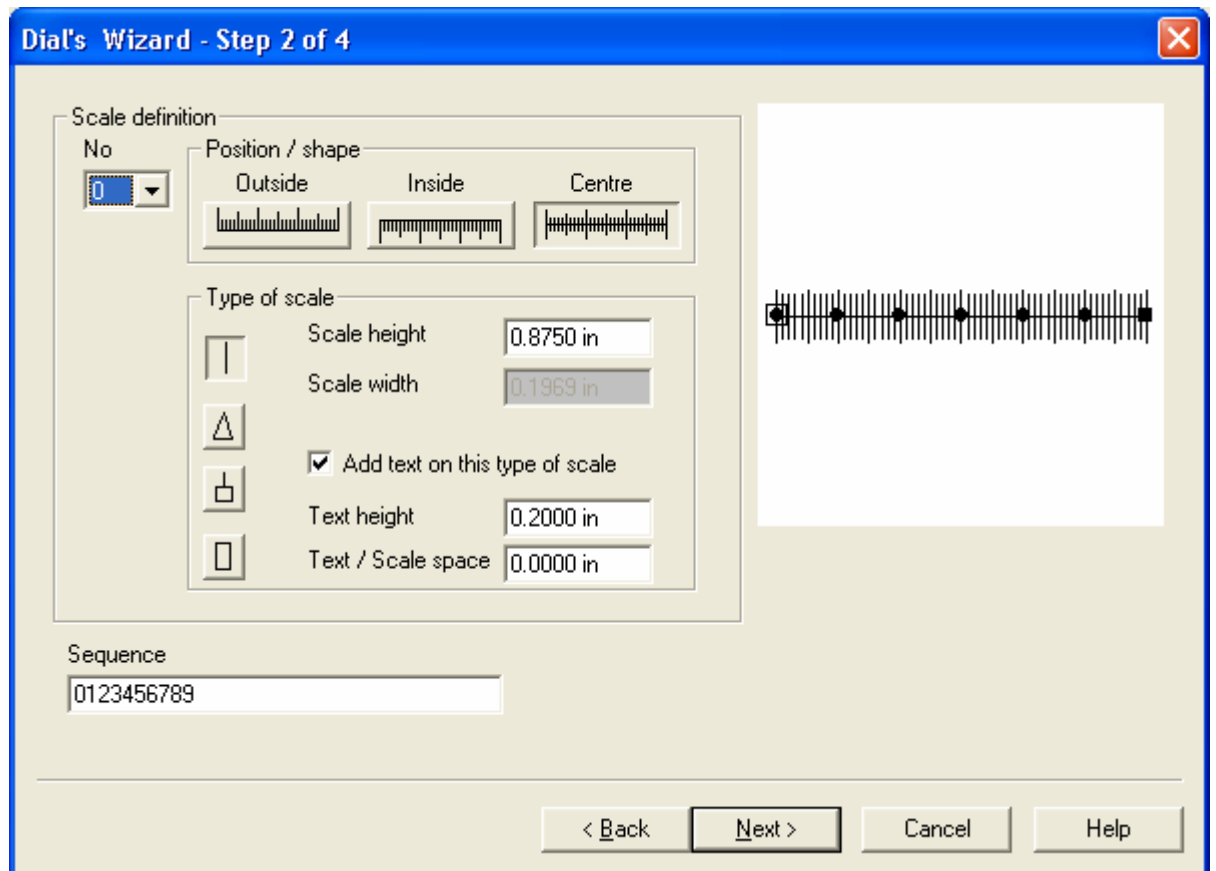 Dial's Wizard - Step 2 of 4
Scale definition
No
0
Position / shape
Outside Inside Centre
Type of scale
Scale height 0.8750 in
Scale width 0.1969 in
Add text on this type of scale
Text height 0.2000 in
Text / Scale space 0.0000 in
Sequence
0123456789
< Back Next > Cancel Help